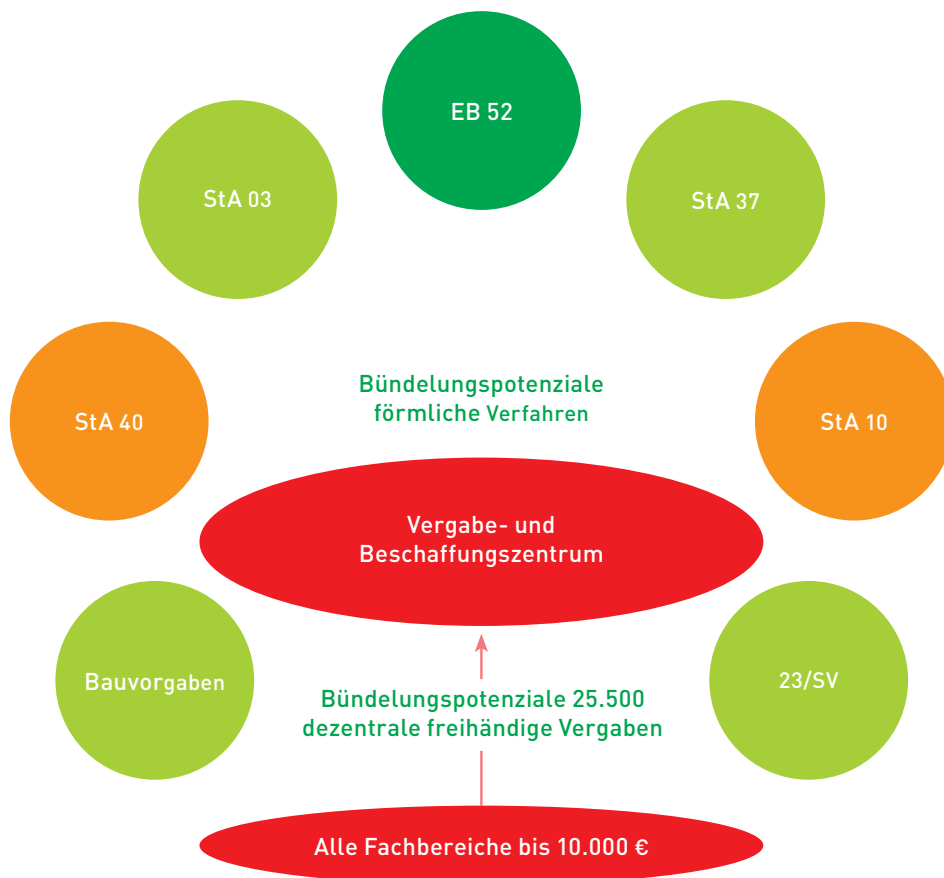 EB 52
StA 03
StA 37
StA 40
Bündelungspotenziale
förmliche Verfahren
StA 10
Vergabe- und
Beschaffungszentrum
Bauvorgaben
Bündelungspotenziale 25.500
dezentrale freihändige Vergaben
23/SV
Alle Fachbereiche bis 10.000 €